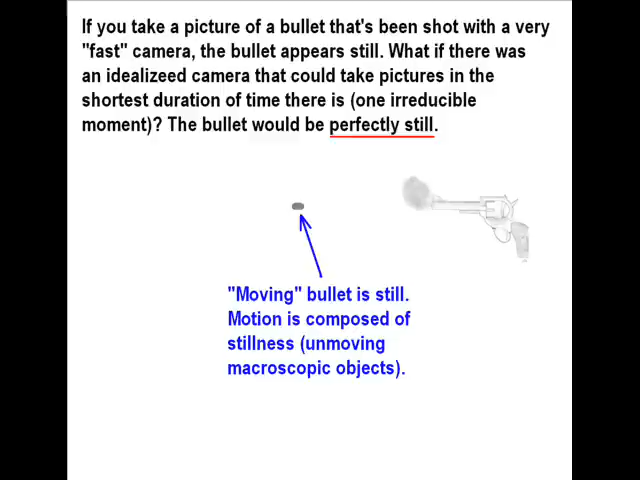 If you take a picture of a bullet that's been shot with a very
"fast" camera, the bullet appears still. What if there was
an idealizeed camera that could take pictures in the
shortest duration of time there is (one irreducible
moment)? The bullet would be perfectly still.
"Moving" bullet is still.
Motion is composed of
stillness (unmoving
macroscopic objects).